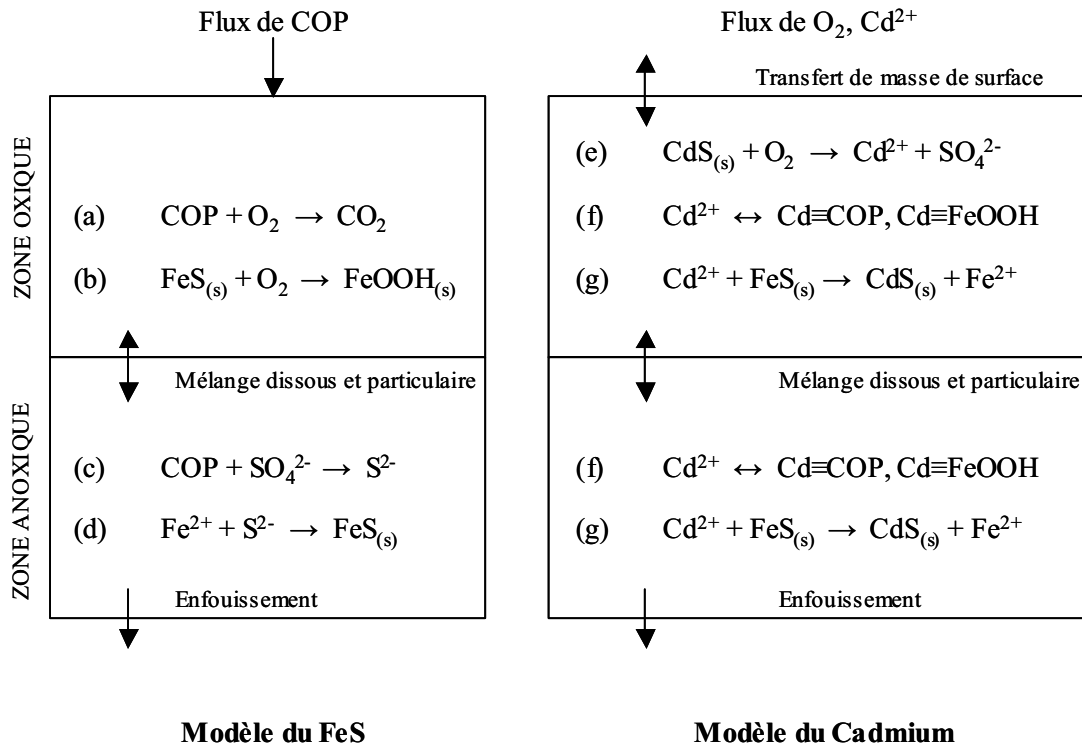 Flux de COP
ZONE OXIQUE
(a) COP + O₂ → CO₂
(b) FeS₍s₎ + O₂ → FeOOH₍s₎
Mélange dissous et particulaire
ZONE ANOXIQUE
(c) COP + SO₄²⁻ → S²⁻
(d) Fe²⁺ + S²⁻ → FeS₍s₎
Enfouissement
Modèle du FeS
Flux de O₂, Cd²⁺
Transfert de masse de surface
(e) CdS₍s₎ + O₂ → Cd²⁺ + SO₄²⁻
(f) Cd²⁺ ↔ Cd≡COP, Cd≡FeOOH
(g) Cd²⁺ + FeS₍s₎ → CdS₍s₎ + Fe²⁺
Mélange dissous et particulaire
(f) Cd²⁺ ↔ Cd≡COP, Cd≡FeOOH
(g) Cd²⁺ + FeS₍s₎ → CdS₍s₎ + Fe²⁺
Enfouissement
Modèle du Cadmium